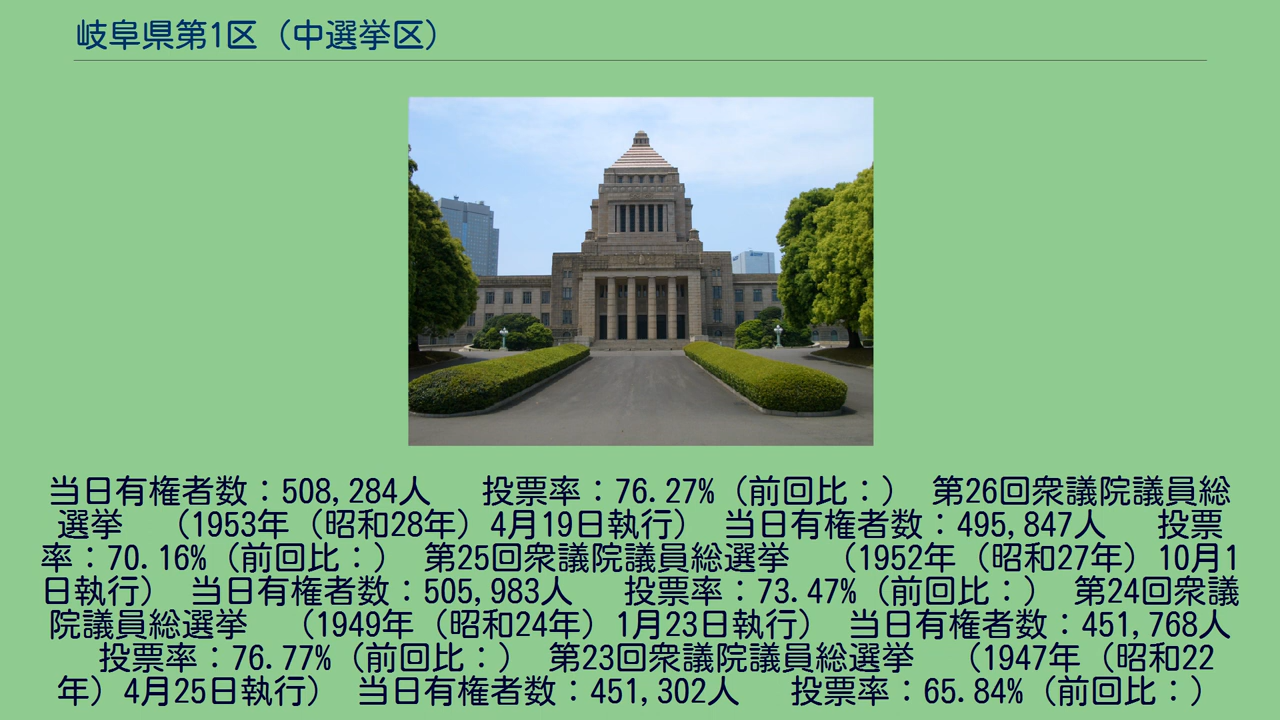 岐阜県第1区（中選挙区）
当日有権者数：508,284人　 投票率：76.27%（前回比：） 第26回衆議院議員総
選挙　（1953年（昭和28年）4月19日執行） 当日有権者数：495,847人　 投票
率：70.16%（前回比：） 第25回衆議院議員総選挙　（1952年（昭和27年）10月1
日執行） 当日有権者数：505,983人　 投票率：73.47%（前回比：） 第24回衆議
院議員総選挙　（1949年（昭和24年）1月23日執行） 当日有権者数：451,768人
投票率：76.77%（前回比：） 第23回衆議院議員総選挙　（1947年（昭和22
年）4月25日執行） 当日有権者数：451,302人　 投票率：65.84%（前回比：）